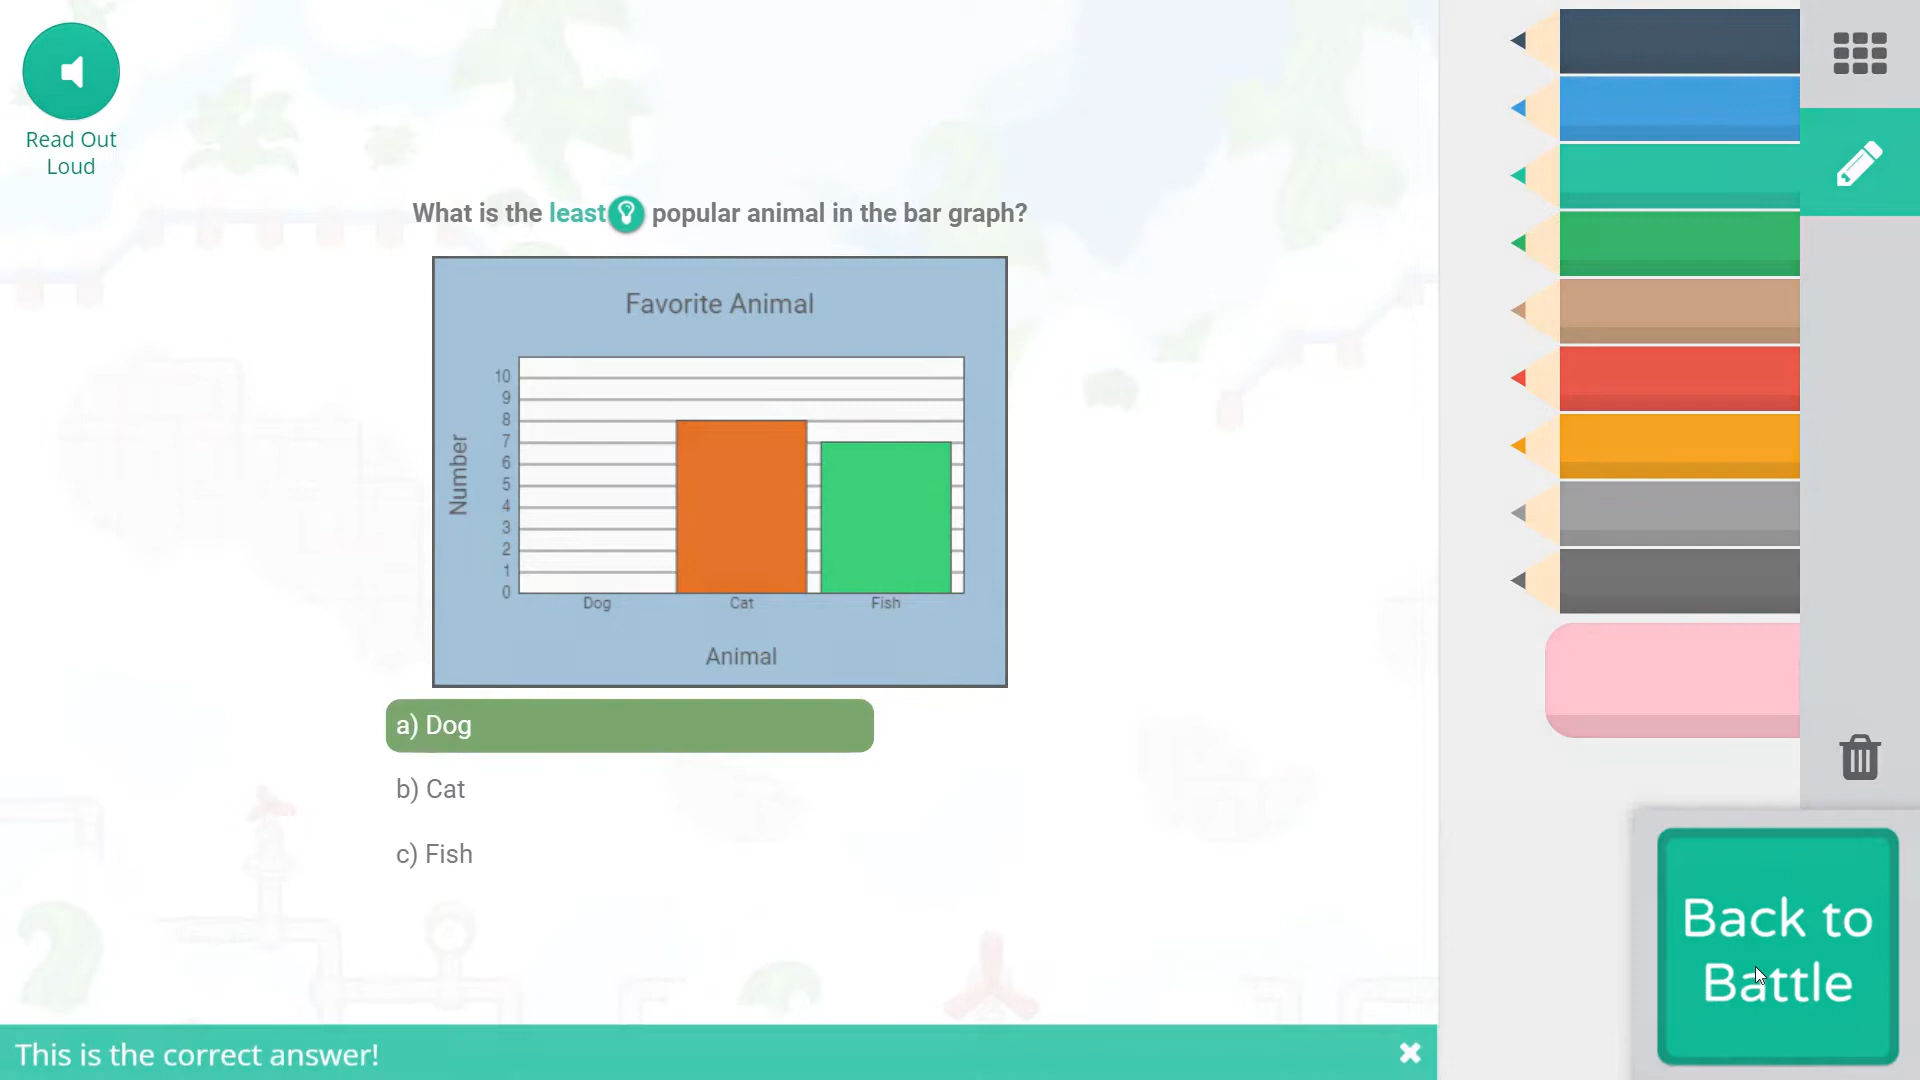 Read Out
Loud
What is the least popular animal in the bar graph?
Favorite Animal
Number
10
9
8
7
6
5
4
3
2
1
0
Dog Cat Fish
Animal
a) Dog
b) Cat
c) Fish
Back to
Battle
This is the correct answer!